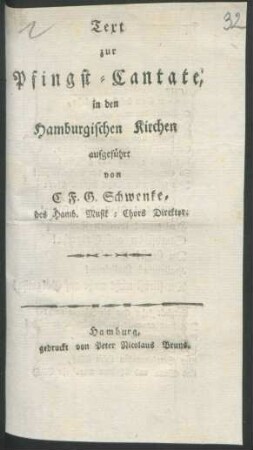 32
Text
zur
Pfingst-Cantate,
in den
Hamburgischen Kirchen
aufgeführt
von
C. F. G. Schwenke,
des Hamb. Musik-Chors Direktor.
Hamburg,
gedruckt von Peter Nicolaus Bruns.